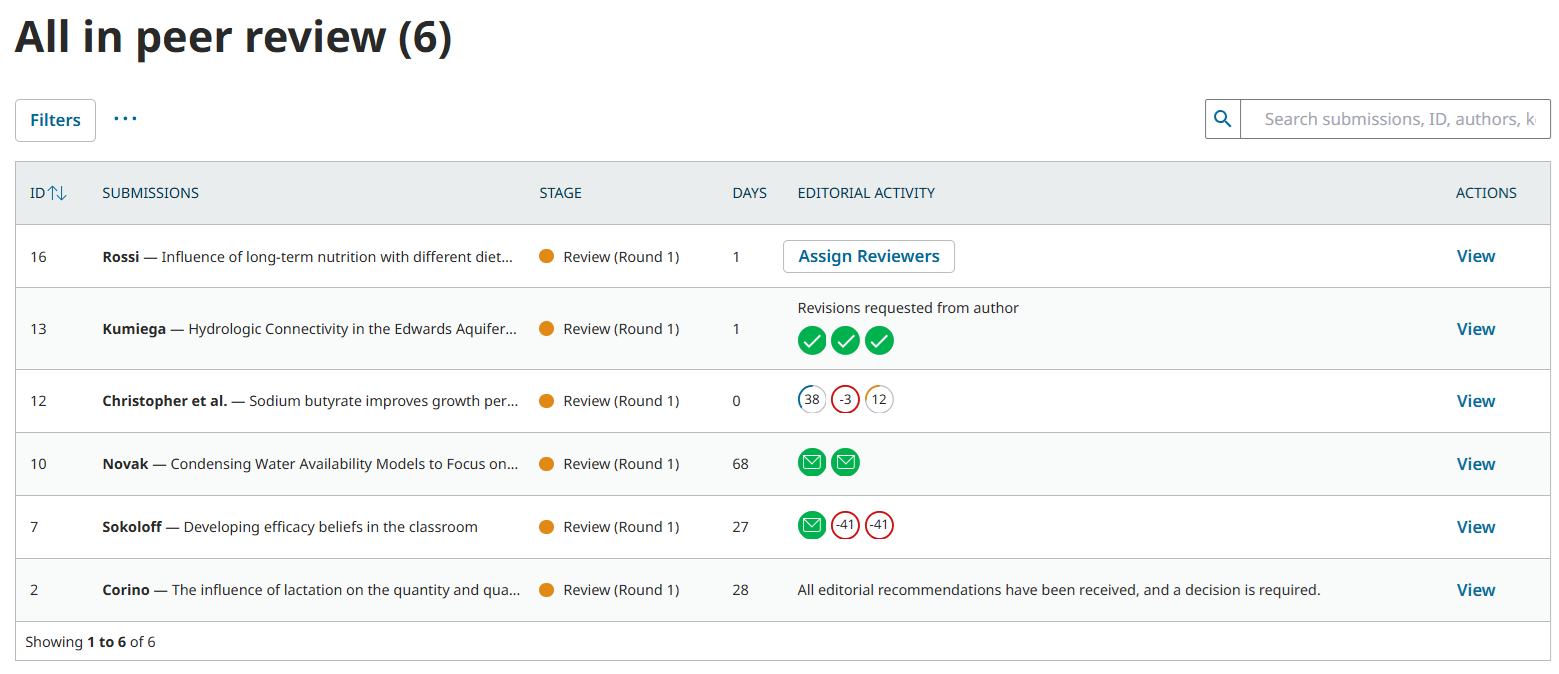 All in peer review (6)
Filters ...
Search submissions, ID, authors, k
ID SUBMISSIONS STAGE DAYS EDITORIAL ACTIVITY ACTIONS
16 Rossi — Influence of long-term nutrition with different diet... Review (Round 1) 1 Assign Reviewers View
Revisions requested from author
13 Kumiega — Hydrologic Connectivity in the Edwards Aquifer... Review (Round 1) 1 View
12 Christopher et al. — Sodium butyrate improves growth per... Review (Round 1) 0 38 -3 12 View
10 Novak — Condensing Water Availability Models to Focus on... Review (Round 1) 68 View
7 Sokoloff — Developing efficacy beliefs in the classroom Review (Round 1) 27 -41 -41 View
2 Corino — The influence of lactation on the quantity and qua... Review (Round 1) 28 All editorial recommendations have been received, and a decision is required. View
Showing 1 to 6 of 6